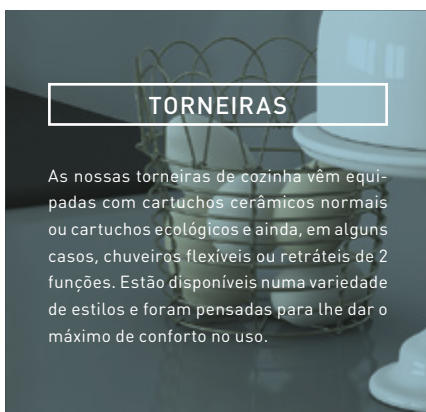 TORNEIRAS
As nossas torneiras de cozinha vêm equi-
padas com cartuchos cerâmicos normais
ou cartuchos ecológicos e ainda, em alguns
casos, chuveiros flexíveis ou retráteis de 2
funções. Estão disponíveis numa variedade
de estilos e foram pensadas para lhe dar o
máximo de conforto no uso.